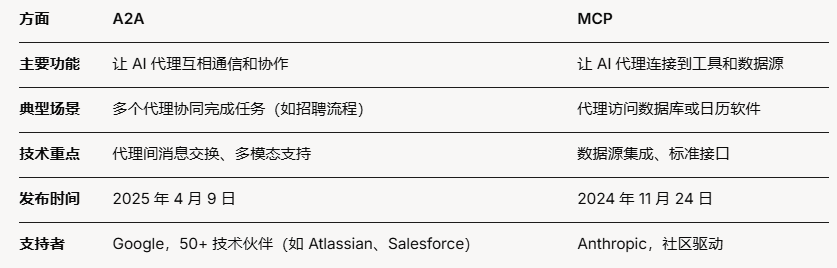 方面 A2A MCP
主要功能 让 AI 代理互相通信和协作 让 AI 代理连接到工具和数据源
典型场景 多个代理协同完成任务（如招聘流程） 代理访问数据库或日历软件
技术重点 代理间消息交换、多模态支持 数据源集成、标准接口
发布时间 2025 年 4 月 9 日 2024 年 11 月 24 日
支持者 Google，50+ 技术伙伴（如 Atlassian、Salesforce） Anthropic，社区驱动